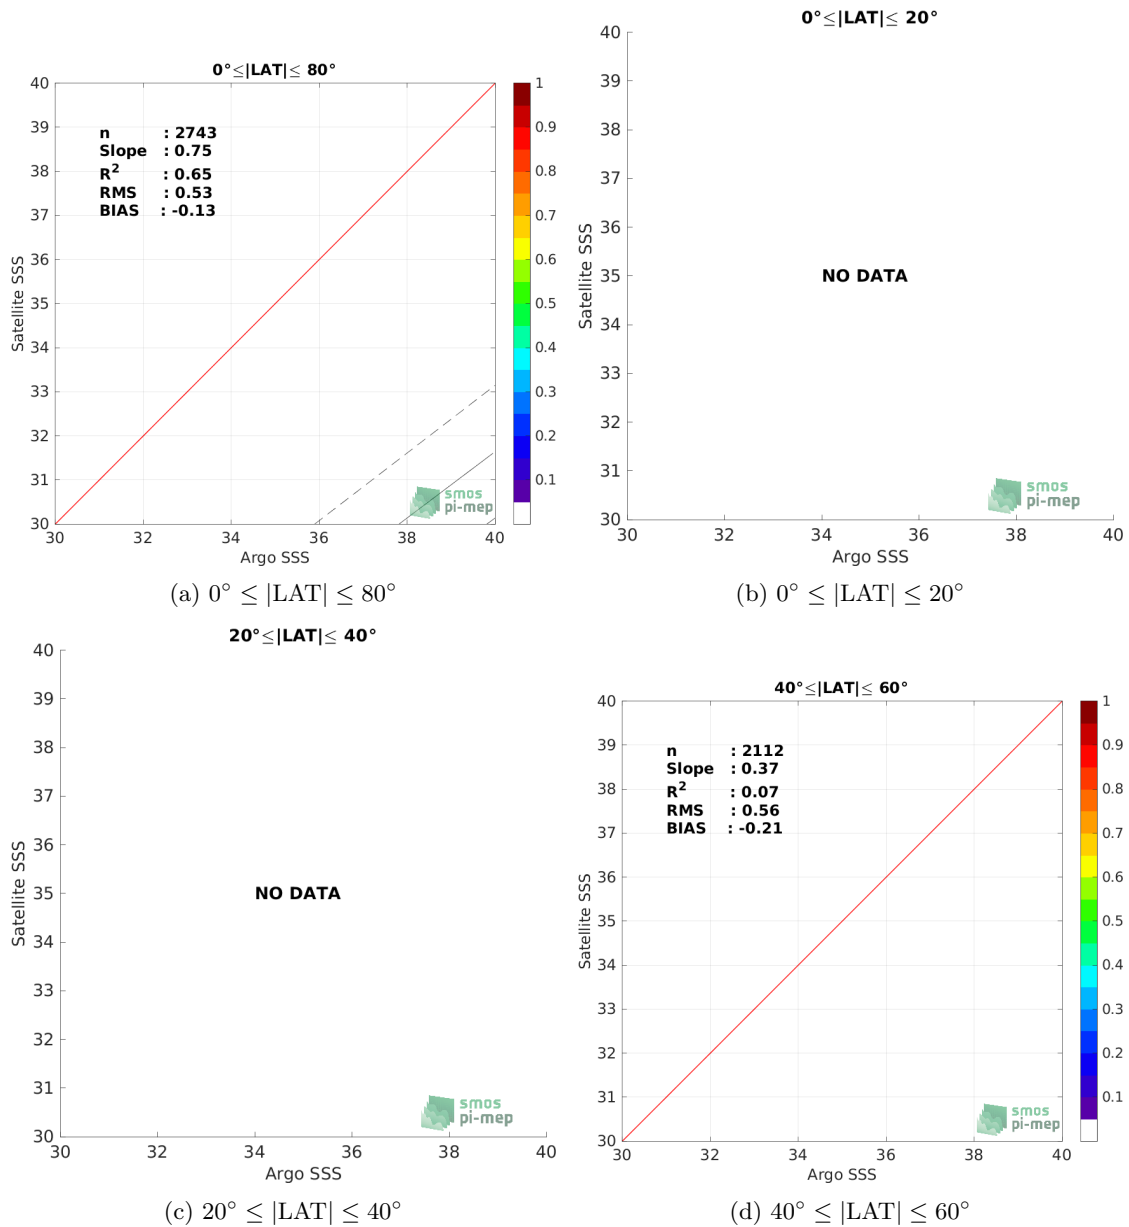 0°≤|LAT|≤ 80°
40
39
38
37
36
35
34
33
32
31
30
n : 2743
Slope : 0.75
R² : 0.65
RMS : 0.53
BIAS : -0.13
Satellite SSS
30 32 34 36 38 40
Argo SSS
smos
pi-mep
1
0.9
0.8
0.7
0.6
0.5
0.4
0.3
0.2
0.1
(a) 0° ≤ |LAT| ≤ 80°
0°≤|LAT|≤ 20°
40
39
38
37
36
35
34
33
32
31
30
NO DATA
Satellite SSS
30 32 34 36 38 40
Argo SSS
smos
pi-mep
(b) 0° ≤ |LAT| ≤ 20°
20°≤|LAT|≤ 40°
40
39
38
37
36
35
34
33
32
31
30
NO DATA
Satellite SSS
30 32 34 36 38 40
Argo SSS
smos
pi-mep
(c) 20° ≤ |LAT| ≤ 40°
40°≤|LAT|≤ 60°
40
39
38
37
36
35
34
33
32
31
30
n : 2112
Slope : 0.37
R² : 0.07
RMS : 0.56
BIAS : -0.21
Satellite SSS
30 32 34 36 38 40
Argo SSS
smos
pi-mep
1
0.9
0.8
0.7
0.6
0.5
0.4
0.3
0.2
0.1
(d) 40° ≤ |LAT| ≤ 60°